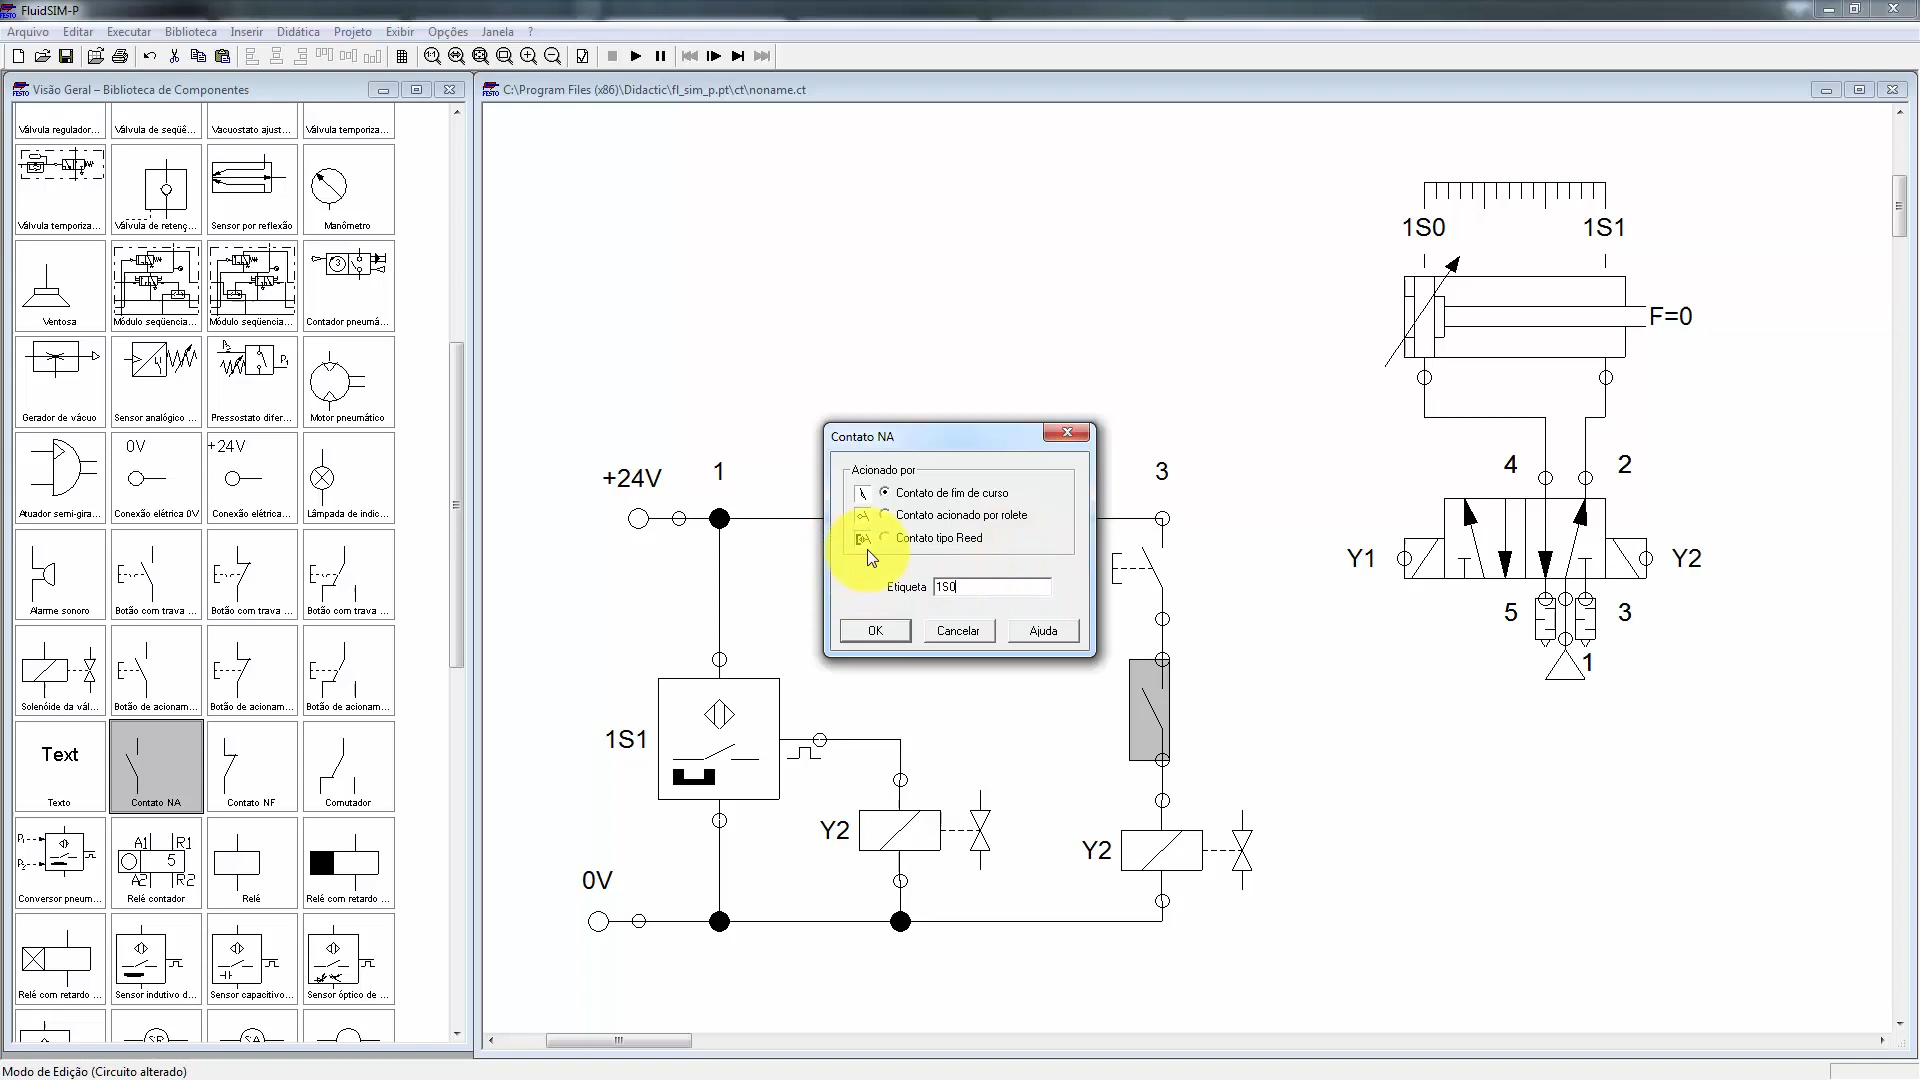 FluidSIM-P
Arquivo Editar Executar Biblioteca Inserir Didática Projeto Exibir Opções Janela ?
Visão Geral – Biblioteca de Componentes
C:\Program Files (x86)\Didactic\fl_sim_p.pt\ct\noname.ct
Válvula regulador... Válvula de seqüê... Vacuostato ajust... Válvula temporiza...
Válvula temporiza... Válvula de retenç... Sensor por reflexão Manômetro
Ventosa Módulo seqüencia... Módulo seqüencia... Contador pneumá...
Gerador de vácuo Sensor analógico ... Pressostato difer... Motor pneumático
0V +24V
Atuador semi-gira... Conexão elétrica 0V Conexão elétrica... Lâmpada de indic...
Alarme sonoro Botão com trava ... Botão com trava ... Botão com trava ...
Solenóide da vál... Botão de acionam... Botão de acionam... Botão de acionam...
Text
Texto Contato NA Contato NF Comutador
A1 R1
5
A2 R2
Conversor pneum... Relé contador Relé Relé com retardo ...
Relé com retardo ... Sensor indutivo d... Sensor capacitivo... Sensor óptico de ...
1S0 1S1
F=0
4 2
Y1 Y2
5 3
1
+24V 1 3
1S1
Y2
Y2
0V
Contato NA
Acionado por
Contato de fim de curso
Contato acionado por rolete
Contato tipo Reed
Etiqueta 1S0
OK Cancelar Ajuda
Modo de Edição (Circuito alterado)